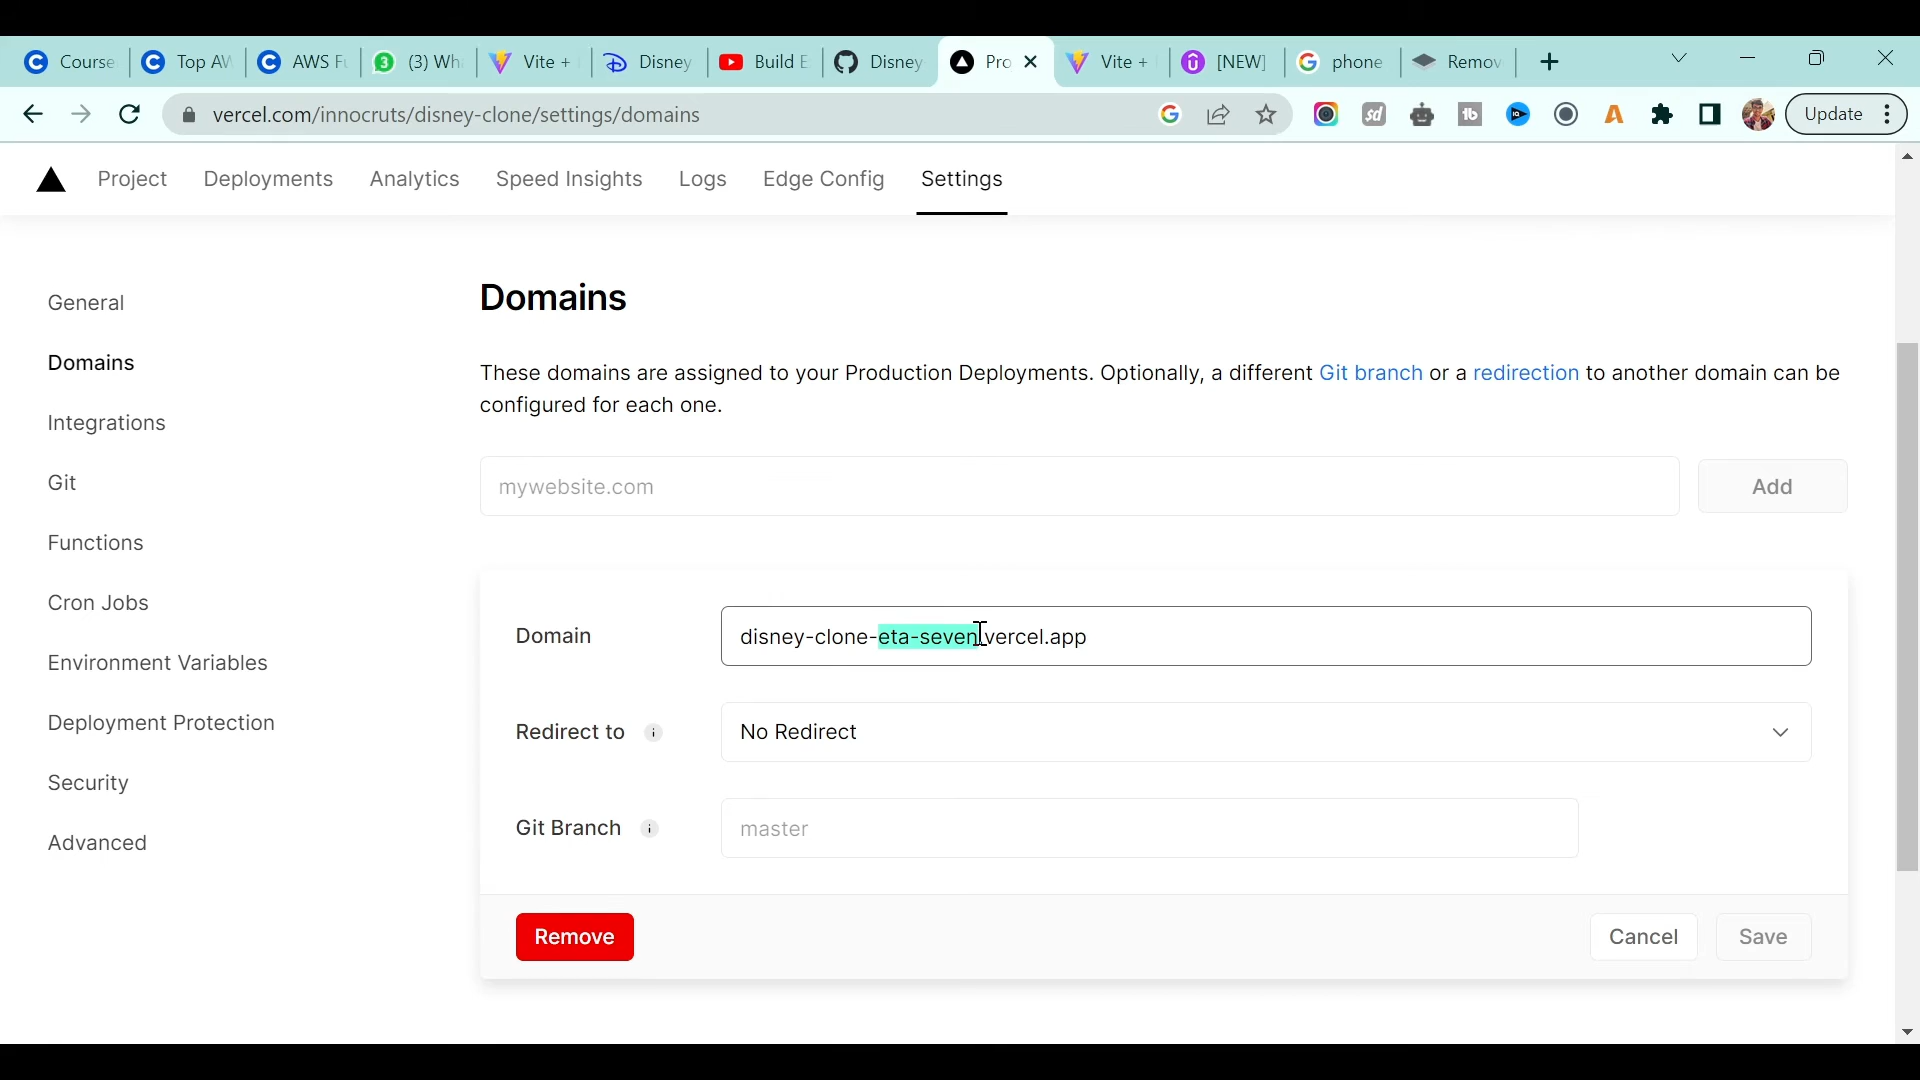 Course
Top AW
AWS Fu
(3) Wha
Vite +
Disney
Build E
Disney
Pro
Vite +
[NEW]
phone
Remov
vercel.com/innocruts/disney-clone/settings/domains
Update
Project
Deployments
Analytics
Speed Insights
Logs
Edge Config
Settings
General
Domains
Integrations
Git
Functions
Cron Jobs
Environment Variables
Deployment Protection
Security
Advanced
Domains
These domains are assigned to your Production Deployments. Optionally, a different Git branch or a redirection to another domain can be
configured for each one.
mywebsite.com
Add
Domain
disney-clone-eta-seven.vercel.app
Redirect to
No Redirect
Git Branch
master
Remove
Cancel
Save